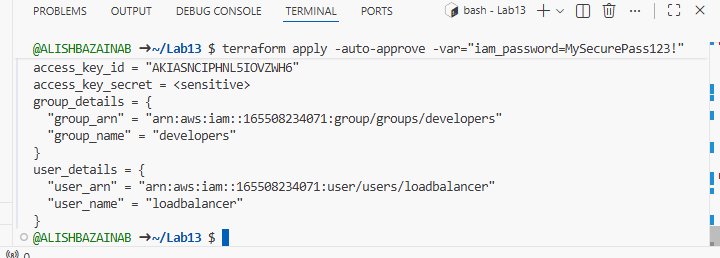 PROBLEMS OUTPUT DEBUG CONSOLE TERMINAL PORTS bash - Lab13
@ALISHBAZAINAB ➜ ~/Lab13 $ terraform apply -auto-approve -var="iam_password=MySecurePass123!"
access_key_id = "AKIASNCIPHNL5IOVZWH6"
access_key_secret = <sensitive>
group_details = {
  "group_arn" = "arn:aws:iam::165508234071:group/groups/developers"
  "group_name" = "developers"
}
user_details = {
  "user_arn" = "arn:aws:iam::165508234071:user/users/loadbalancer"
  "user_name" = "loadbalancer"
}
@ALISHBAZAINAB ➜ ~/Lab13 $
0